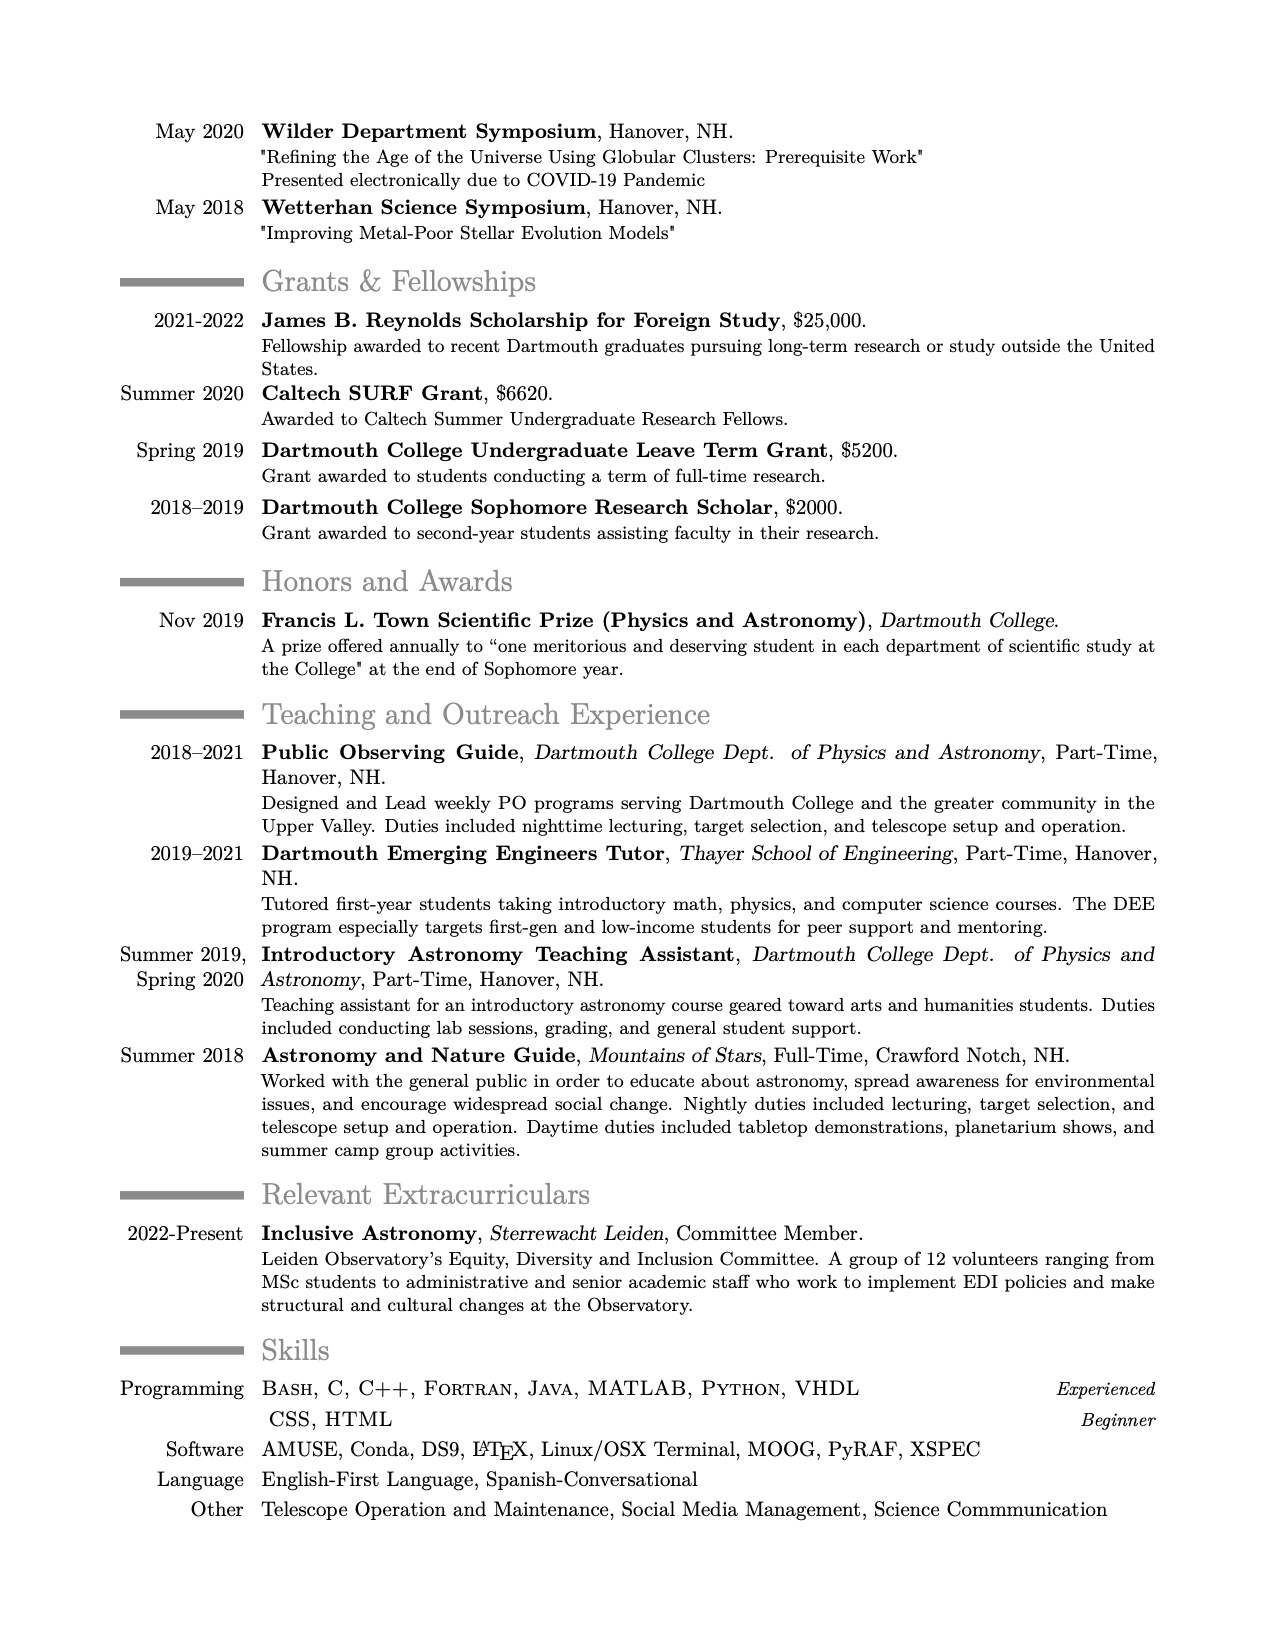 May 2020 Wilder Department Symposium, Hanover, NH.
"Refining the Age of the Universe Using Globular Clusters: Prerequisite Work"
Presented electronically due to COVID-19 Pandemic
May 2018 Wetterhan Science Symposium, Hanover, NH.
"Improving Metal-Poor Stellar Evolution Models"
Grants & Fellowships
2021-2022 James B. Reynolds Scholarship for Foreign Study, $25,000.
Fellowship awarded to recent Dartmouth graduates pursuing long-term research or study outside the United
States.
Summer 2020 Caltech SURF Grant, $6620.
Awarded to Caltech Summer Undergraduate Research Fellows.
Spring 2019 Dartmouth College Undergraduate Leave Term Grant, $5200.
Grant awarded to students conducting a term of full-time research.
2018–2019 Dartmouth College Sophomore Research Scholar, $2000.
Grant awarded to second-year students assisting faculty in their research.
Honors and Awards
Nov 2019 Francis L. Town Scientific Prize (Physics and Astronomy), Dartmouth College.
A prize offered annually to “one meritorious and deserving student in each department of scientific study at
the College" at the end of Sophomore year.
Teaching and Outreach Experience
2018–2021 Public Observing Guide, Dartmouth College Dept. of Physics and Astronomy, Part-Time,
Hanover, NH.
Designed and Lead weekly PO programs serving Dartmouth College and the greater community in the
Upper Valley. Duties included nighttime lecturing, target selection, and telescope setup and operation.
2019–2021 Dartmouth Emerging Engineers Tutor, Thayer School of Engineering, Part-Time, Hanover,
NH.
Tutored first-year students taking introductory math, physics, and computer science courses. The DEE
program especially targets first-gen and low-income students for peer support and mentoring.
Summer 2019, Introductory Astronomy Teaching Assistant, Dartmouth College Dept. of Physics and
Spring 2020 Astronomy, Part-Time, Hanover, NH.
Teaching assistant for an introductory astronomy course geared toward arts and humanities students. Duties
included conducting lab sessions, grading, and general student support.
Summer 2018 Astronomy and Nature Guide, Mountains of Stars, Full-Time, Crawford Notch, NH.
Worked with the general public in order to educate about astronomy, spread awareness for environmental
issues, and encourage widespread social change. Nightly duties included lecturing, target selection, and
telescope setup and operation. Daytime duties included tabletop demonstrations, planetarium shows, and
summer camp group activities.
Relevant Extracurriculars
2022-Present Inclusive Astronomy, Sterrewacht Leiden, Committee Member.
Leiden Observatory’s Equity, Diversity and Inclusion Committee. A group of 12 volunteers ranging from
MSc students to administrative and senior academic staff who work to implement EDI policies and make
structural and cultural changes at the Observatory.
Skills
Programming Bash, C, C++, Fortran, Java, MATLAB, Python, VHDL Experienced
CSS, HTML Beginner
Software AMUSE, Conda, DS9, LATEX, Linux/OSX Terminal, MOOG, PyRAF, XSPEC
Language English-First Language, Spanish-Conversational
Other Telescope Operation and Maintenance, Social Media Management, Science Commmunication